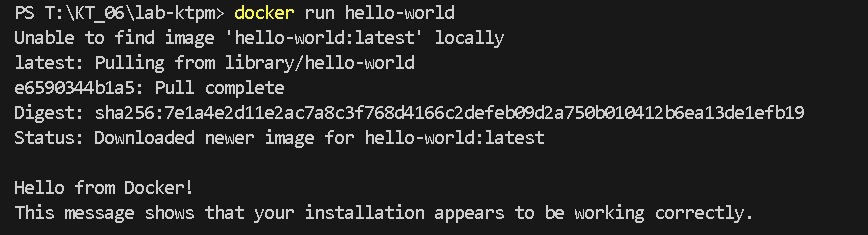 PS T:\KT_06\lab-ktpm> docker run hello-world
Unable to find image 'hello-world:latest' locally
latest: Pulling from library/hello-world
e6590344b1a5: Pull complete
Digest: sha256:7e1a4e2d11e2ac7a8c3f768d4166c2defeb09d2a750b010412b6ea13de1efb19
Status: Downloaded newer image for hello-world:latest

Hello from Docker!
This message shows that your installation appears to be working correctly.